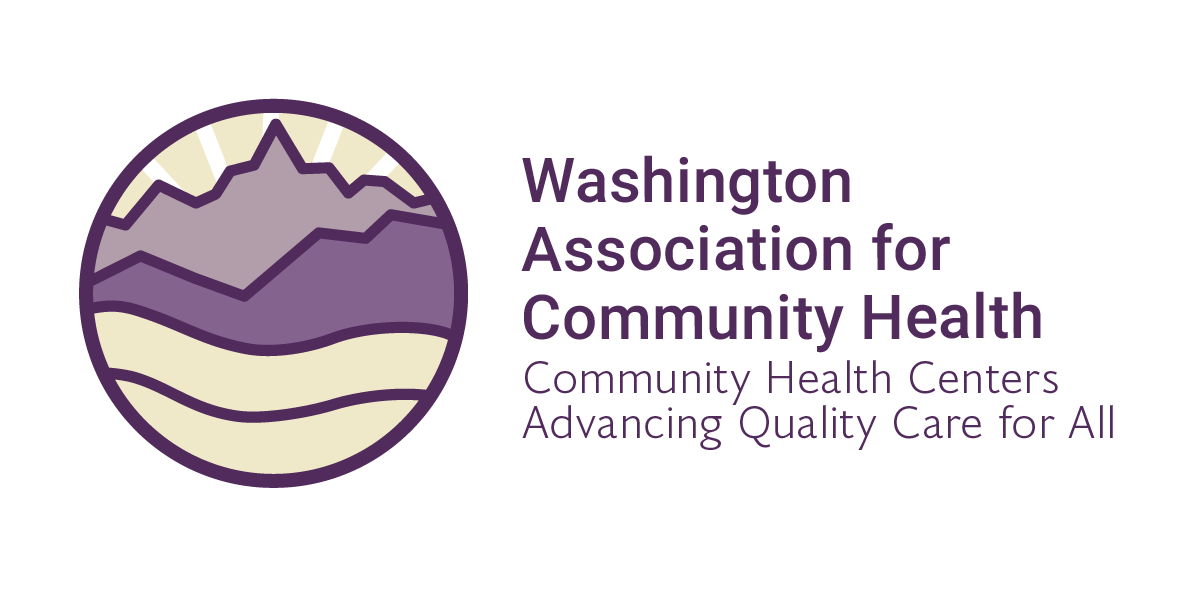 Washington
Association for
Community Health
Community Health Centers
Advancing Quality Care for All